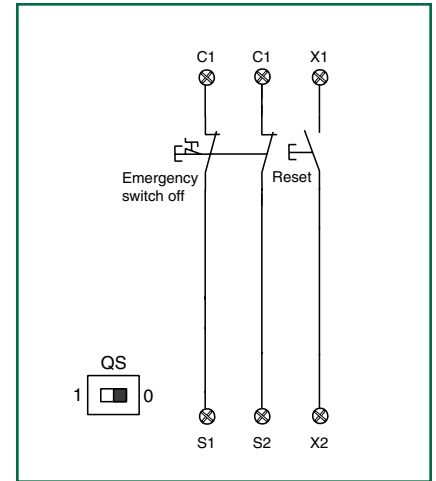 C1 C1 X1
Emergency
switch off
Reset
QS
1 0
S1 S2 X2